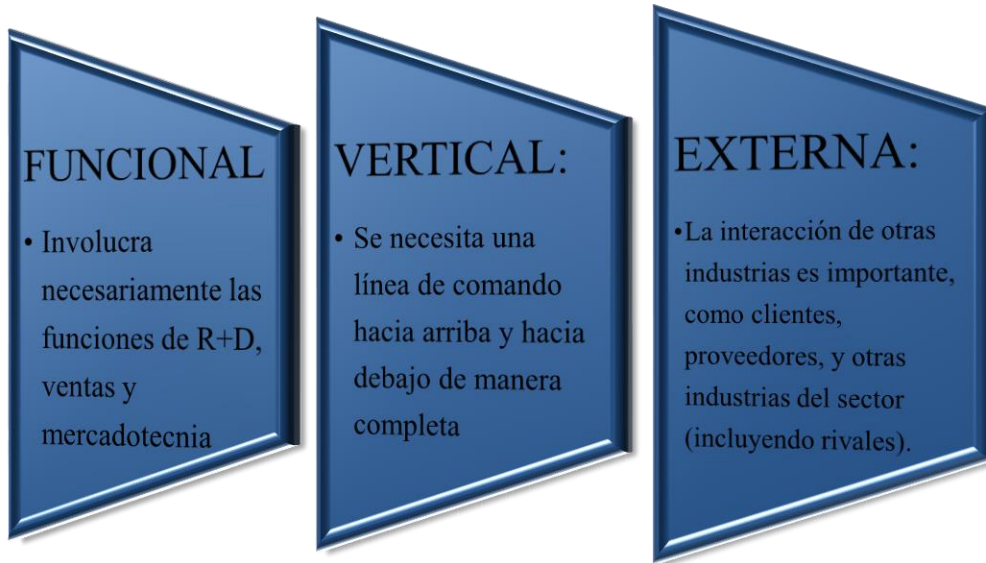 FUNCIONAL
• Involucra
necesariamente las
funciones de R+D,
ventas y
mercadotecnia
VERTICAL:
• Se necesita una
línea de comando
hacia arriba y hacia
debajo de manera
completa
EXTERNA:
•La interacción de otras
industrias es importante,
como clientes,
proveedores, y otras
industrias del sector
(incluyendo rivales).